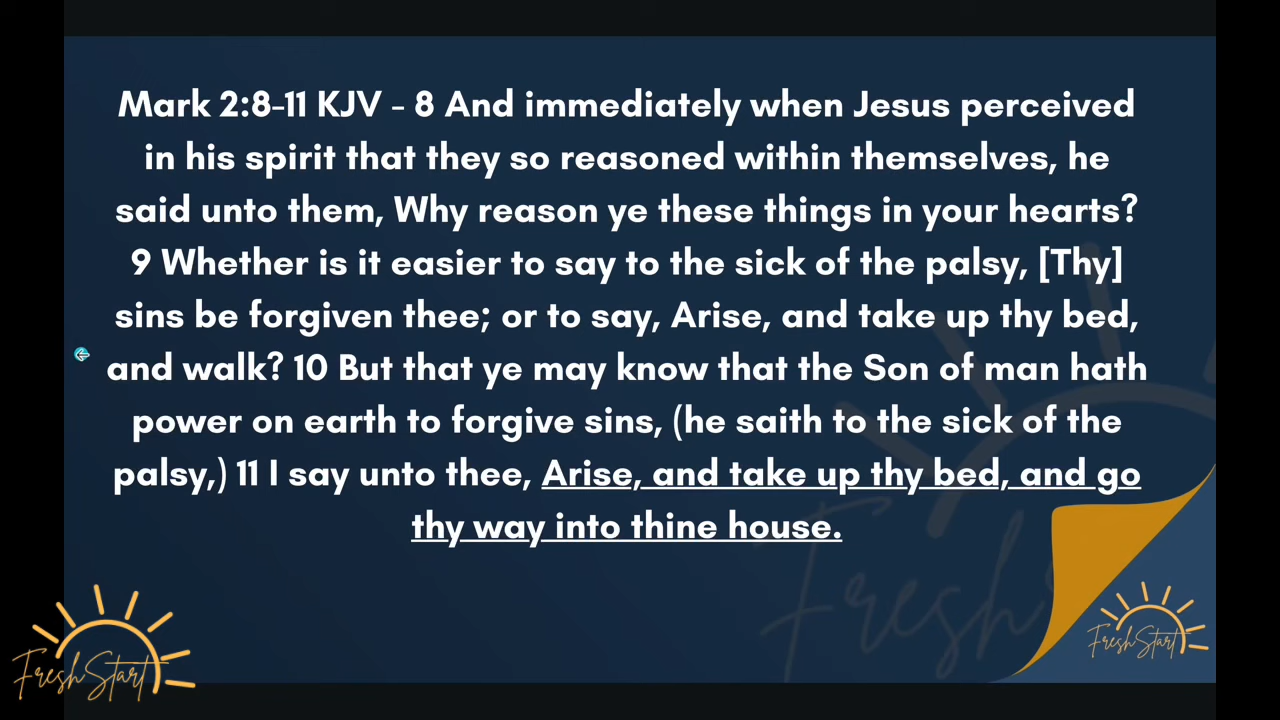 Mark 2:8-11 KJV - 8 And immediately when Jesus perceived
in his spirit that they so reasoned within themselves, he
said unto them, Why reason ye these things in your hearts?
9 Whether is it easier to say to the sick of the palsy, [Thy]
sins be forgiven thee; or to say, Arise, and take up thy bed,
and walk? 10 But that ye may know that the Son of man hath
power on earth to forgive sins, (he saith to the sick of the
palsy,) 11 I say unto thee, Arise, and take up thy bed, and go
thy way into thine house.
FreshStart
FreshStart
Fresh